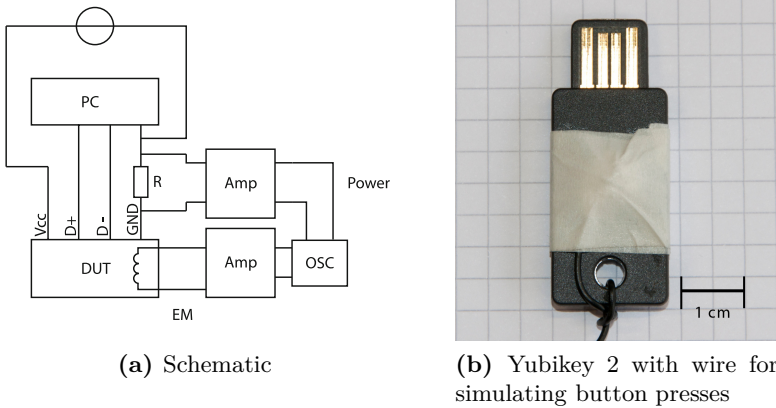 PC
R
Amp
Power
Vcc
D+
D -
GND
DUT
Amp
OSC
EM
1 cm
(a) Schematic
(b) Yubikey 2 with wire for
simulating button presses